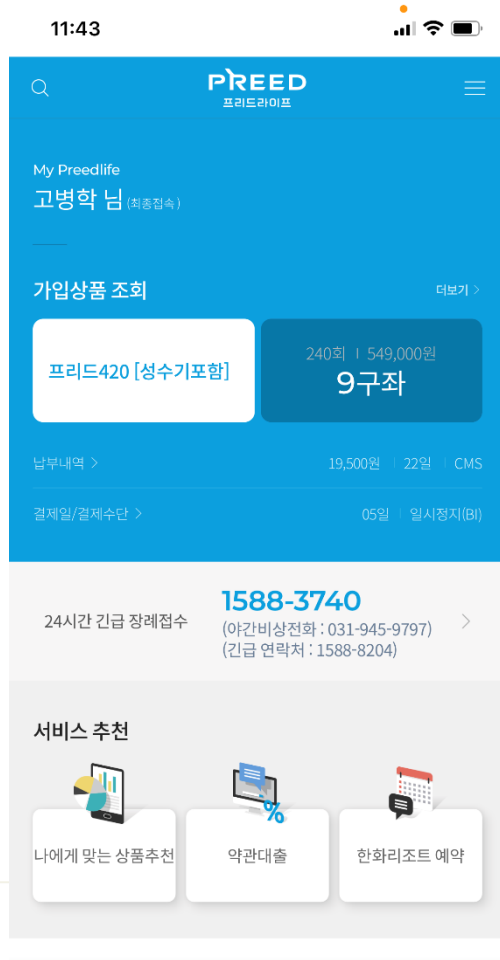 11:43
PREED
프리드라이프
My Preedlife
고병학 님 (최종접속 )
가입상품 조회
더보기 >
프리드420 [성수기포함]
240회 | 549,000원
9구좌
납부내역 >
19,500원 | 22일 | CMS
결제일/결제수단 >
05일 | 일시정지(BI)
24시간 긴급 장례접수
1588-3740
(야간비상전화 : 031-945-9797)
(긴급 연락처 : 1588-8204)
서비스 추천
나에게 맞는 상품추천
약관대출
한화리조트 예약